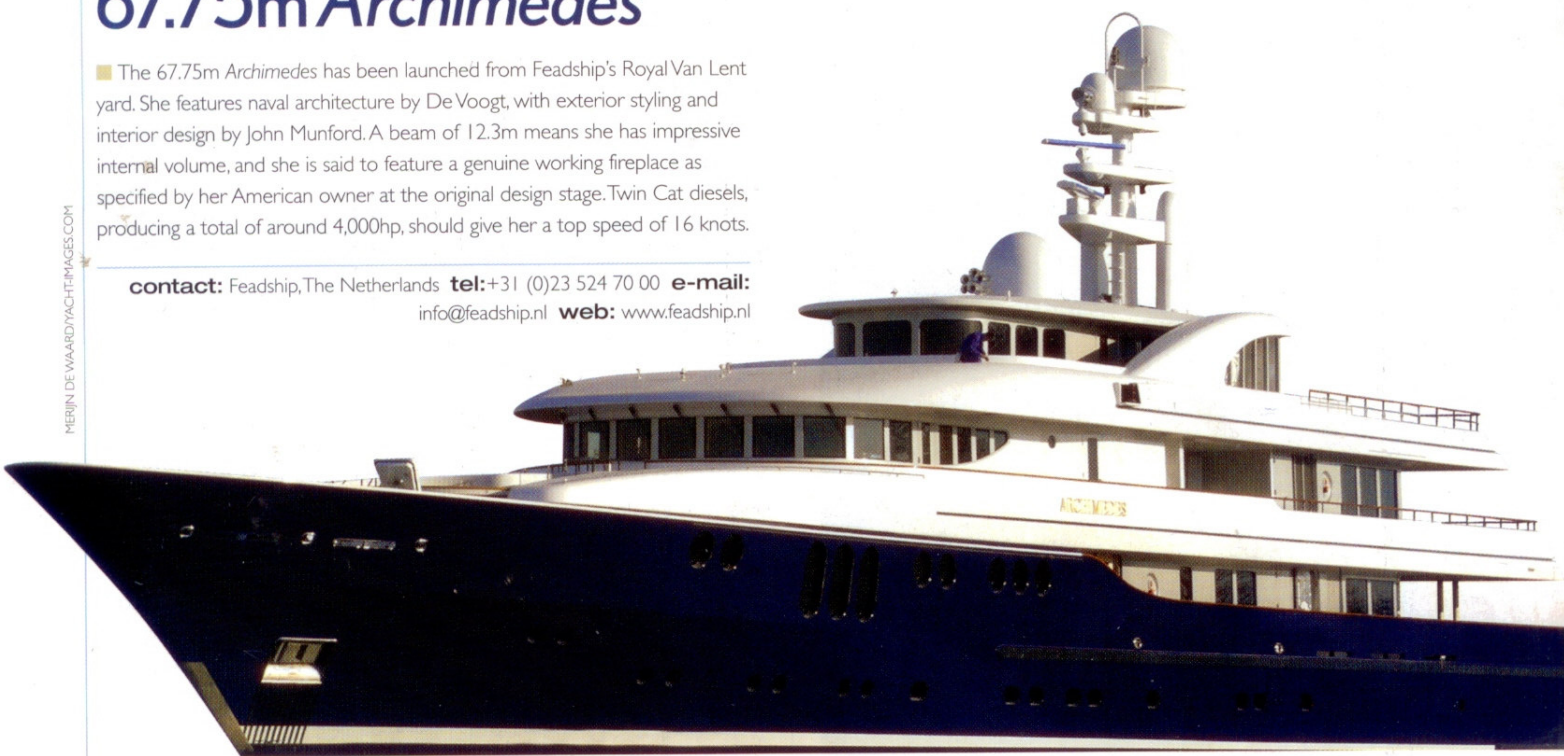 67.75m Archimedes
The 67.75m Archimedes has been launched from Feadship's Royal Van Lent
yard. She features naval architecture by De Voogt, with exterior styling and
interior design by John Munford. A beam of 12.3m means she has impressive
internal volume, and she is said to feature a genuine working fireplace as
specified by her American owner at the original design stage. Twin Cat diesels,
producing a total of around 4,000hp, should give her a top speed of 16 knots.
contact: Feadship, The Netherlands tel: +31 (0)23 524 70 00 e-mail:
info@feadship.nl web: www.feadship.nl
MERIJN DE WAARD/YACHT-IMAGES.COM
ARCHIMEDES